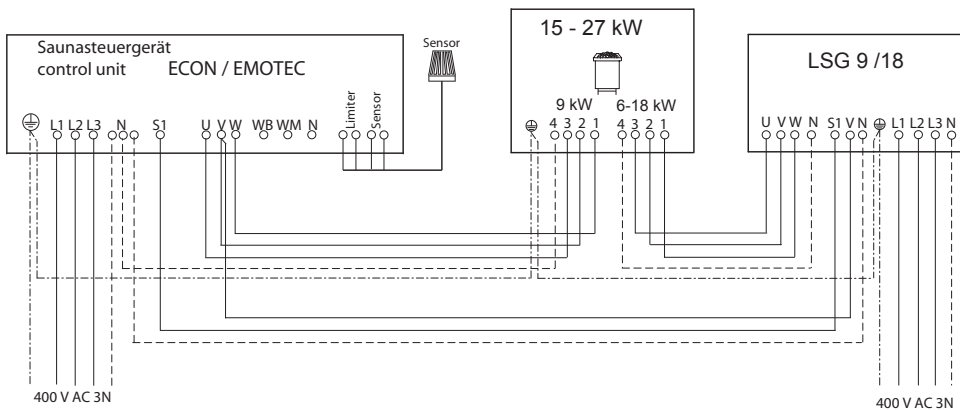 Saunasteuergerät
control unit ECON / EMOTEC
L1 L2 L3 N S1 U V W WB WM N
Limiter
Sensor
Sensor
15 - 27 kW
9 kW 6-18 kW
4 3 2 1 4 3 2 1
LSG 9 /18
U V W N S1 V N L1 L2 L3 N
400 V AC 3N
400 V AC 3N